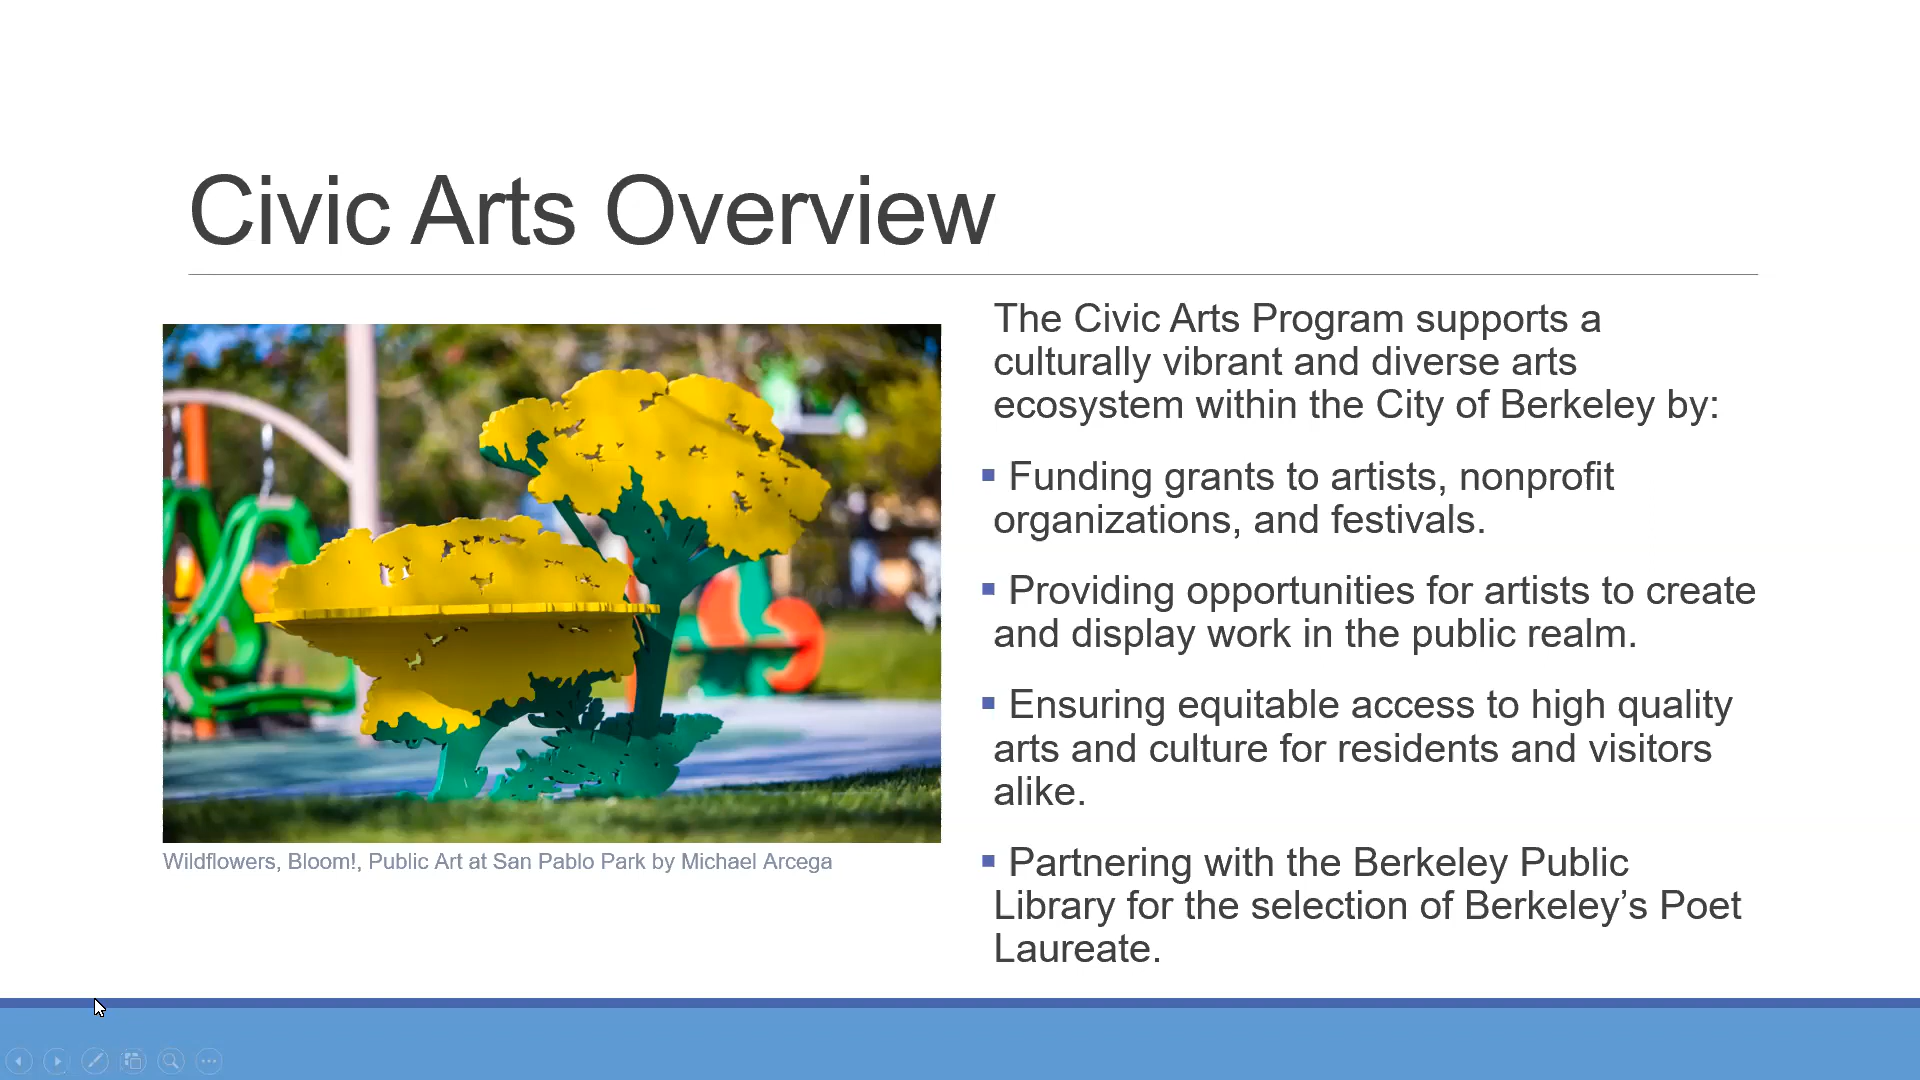 Civic Arts Overview
The Civic Arts Program supports a
culturally vibrant and diverse arts
ecosystem within the City of Berkeley by:
▪ Funding grants to artists, nonprofit
organizations, and festivals.
▪ Providing opportunities for artists to create
and display work in the public realm.
▪ Ensuring equitable access to high quality
arts and culture for residents and visitors
alike.
▪ Partnering with the Berkeley Public
Library for the selection of Berkeley’s Poet
Laureate.
Wildflowers, Bloom!, Public Art at San Pablo Park by Michael Arcega